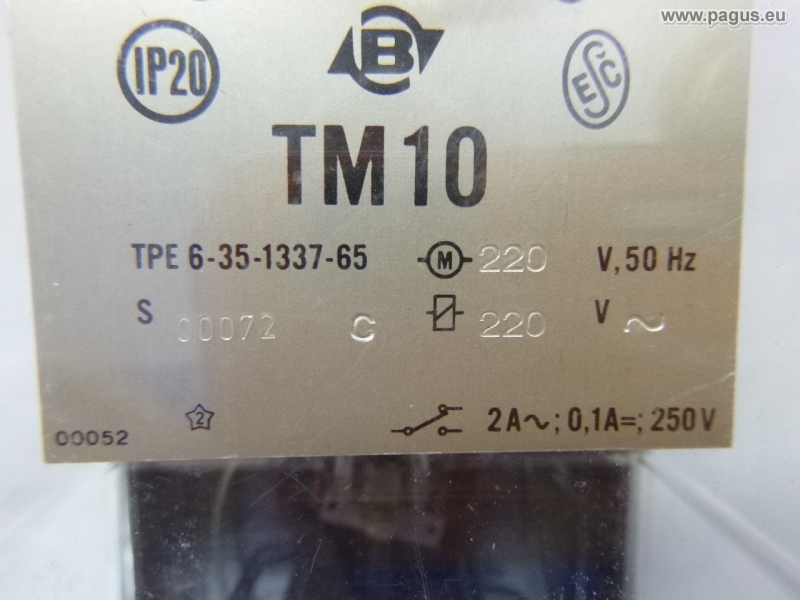 www.pagus.eu
IP20 B EŠČ
TM10
TPE 6-35-1337-65 M 220 V, 50 Hz
S 00072 C 220 V ~
00052 2 2A~; 0,1A=; 250V